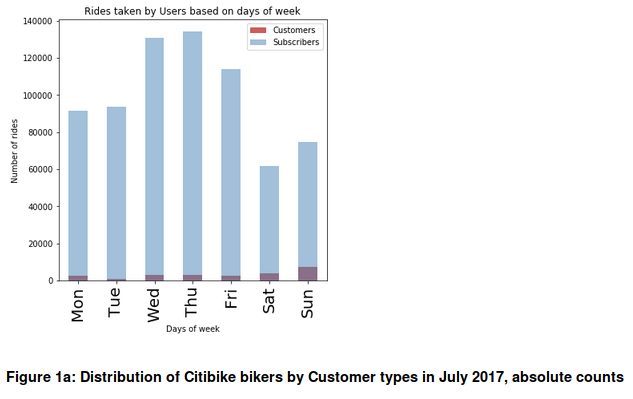 Rides taken by Users based on days of week
Customers
Subscribers
140000
120000
100000
80000
60000
40000
20000
0
Number of rides
Mon Tue Wed Thu Fri Sat Sun
Days of week
Figure 1a: Distribution of Citibike bikers by Customer types in July 2017, absolute counts